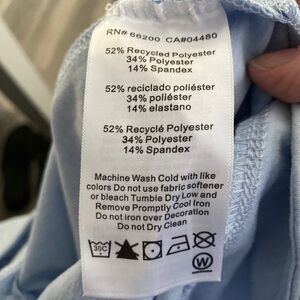 RN# 66200 CA#04480
52% Recycled Polyester
34% Polyester
14% Spandex
52% reciclado poliéster
34% poliéster
14% elastano
52% Recyclé Polyester
34% Polyester
14% Spandex
Machine Wash Cold with like
colors Do not use fabric softener
or bleach Tumble Dry Low and
Remove Promptly Cool Iron
Do not iron over Decoration
Do not Dry Clean
30C
W